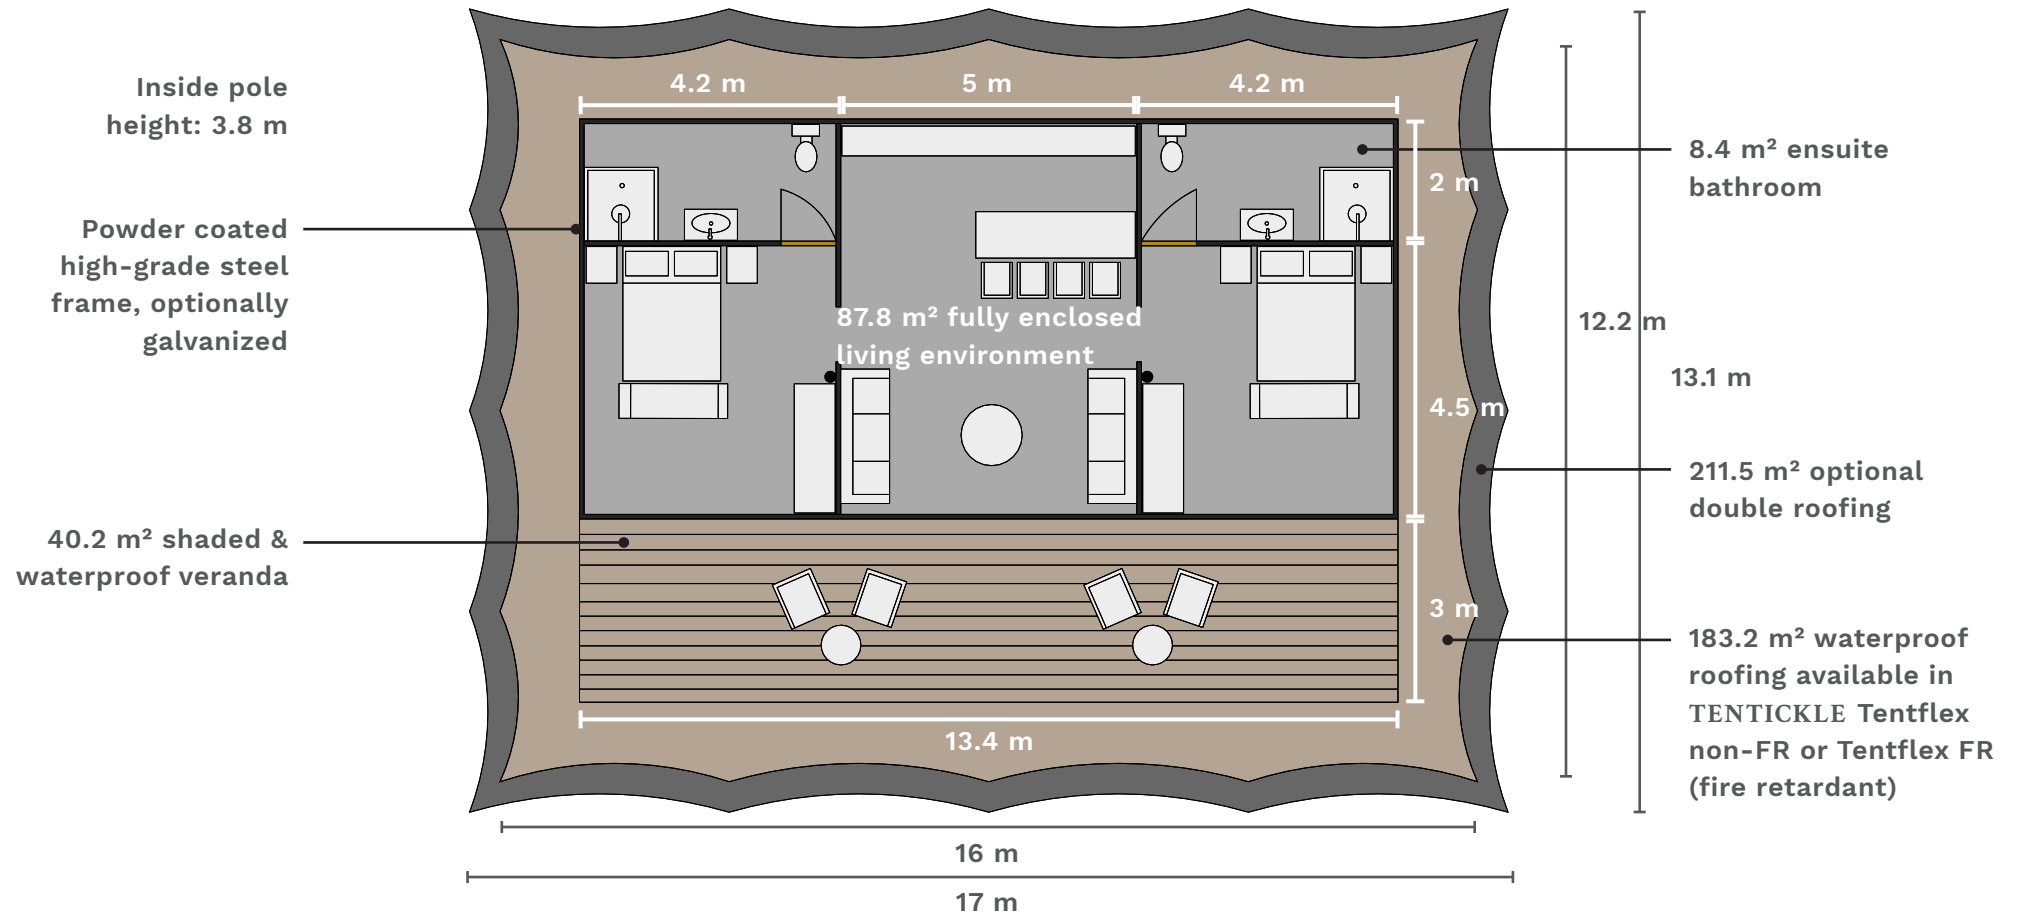 Inside pole
height: 3.8 m
Powder coated
high-grade steel
frame, optionally
galvanized
40.2 m² shaded &
waterproof veranda
4.2 m
5 m
4.2 m
2 m
87.8 m² fully enclosed
living environment
4.5 m
3 m
13.4 m
16 m
17 m
12.2 m
13.1 m
8.4 m² ensuite
bathroom
211.5 m² optional
double roofing
183.2 m² waterproof
roofing available in
TENTICKLE Tentflex
non-FR or Tentflex FR
(fire retardant)